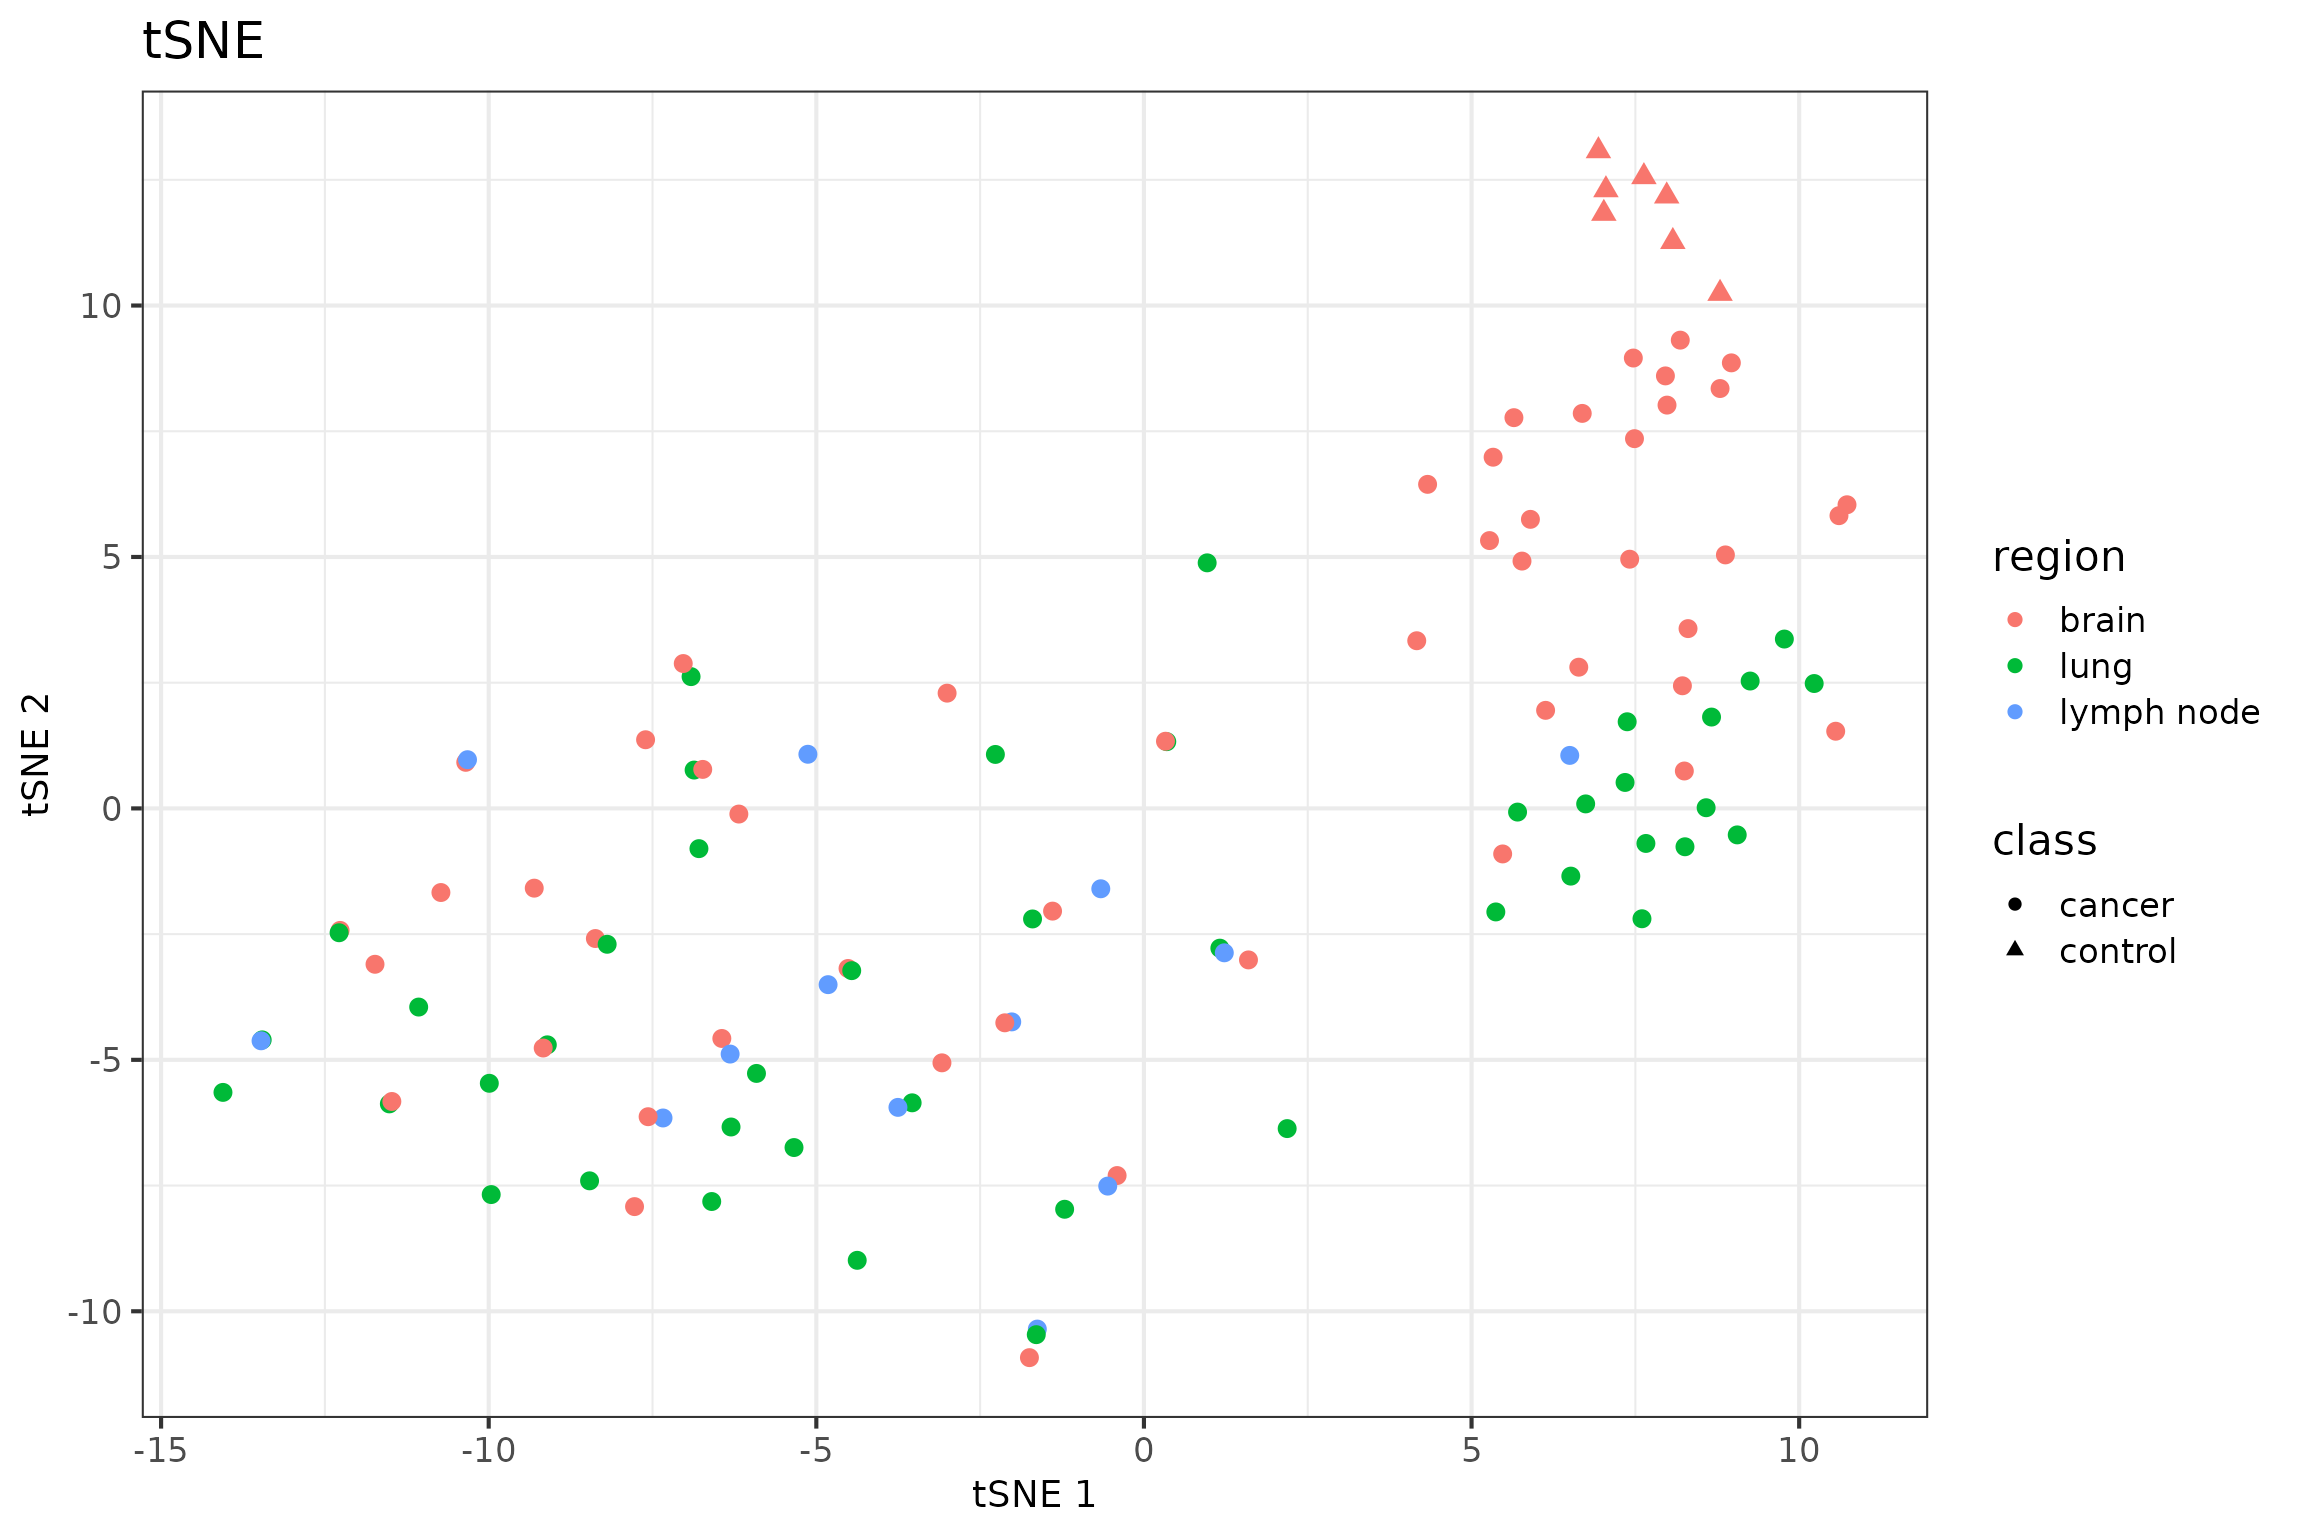 tSNE
10
5
0
-5
-10
tSNE 2
-15
-10
-5
0
5
10
tSNE 1
region
brain
lung
lymph node
class
cancer
control